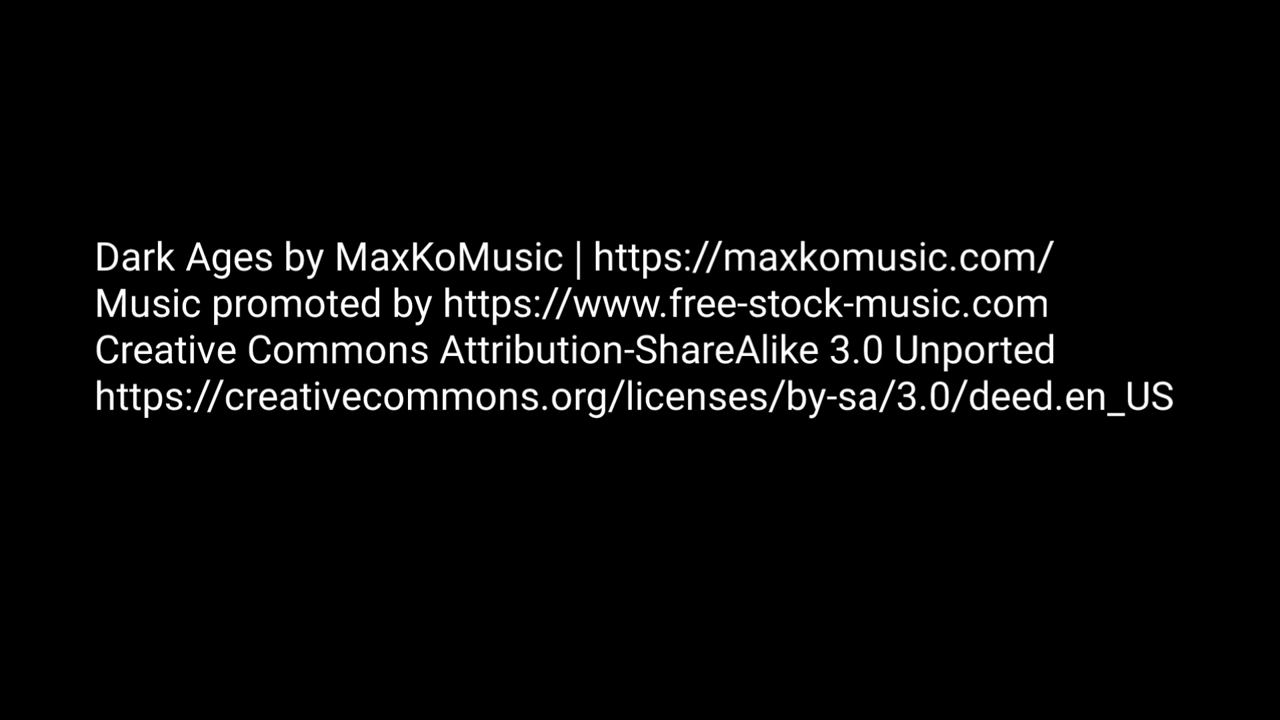 Dark Ages by MaxKoMusic | https://maxkomusic.com/
Music promoted by https://www.free-stock-music.com
Creative Commons Attribution-ShareAlike 3.0 Unported
https://creativecommons.org/licenses/by-sa/3.0/deed.en_US